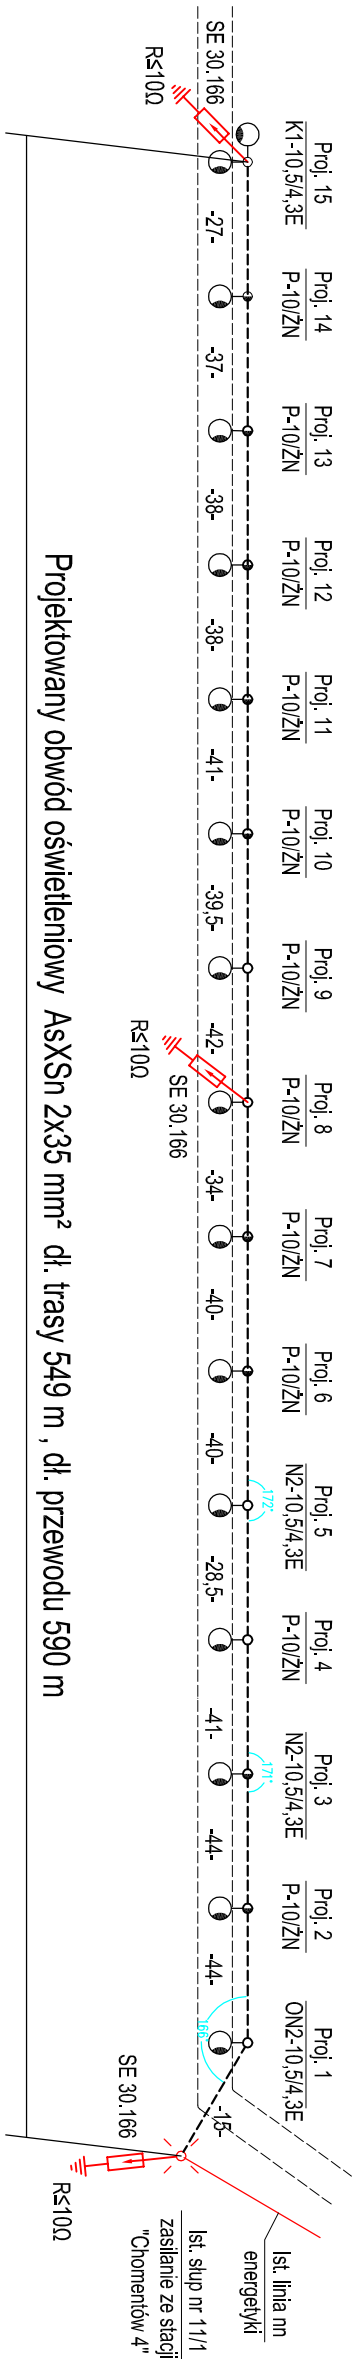 SE 30.166
R≤10Ω
Proj. 15
K1-10,5/4,3E
-27-
Proj. 14
P-10/ŻN
-37-
Proj. 13
P-10/ŻN
-38-
Proj. 12
P-10/ŻN
-38-
Proj. 11
P-10/ŻN
-41-
Proj. 10
P-10/ŻN
-39,5-
Proj. 9
P-10/ŻN
-42-
Proj. 8
P-10/ŻN
SE 30.166
R≤10Ω
-34-
Proj. 7
P-10/ŻN
-40-
Proj. 6
P-10/ŻN
-40-
Proj. 5
N2-10,5/4,3E
172°
-28,5-
Proj. 4
P-10/ŻN
-41-
Proj. 3
N2-10,5/4,3E
171°
-44-
Proj. 2
P-10/ŻN
-44-
Proj. 1
ON2-10,5/4,3E
166°
-15-
SE 30.166
R≤10Ω
Ist. linia nn
energetyki
Ist. słup nr 11/1
zasilanie ze stacji
"Chomentów 4"
Projektowany obwód oświetleniowy AsXSn 2x35 mm² dł. trasy 549 m , dł. przewodu 590 m